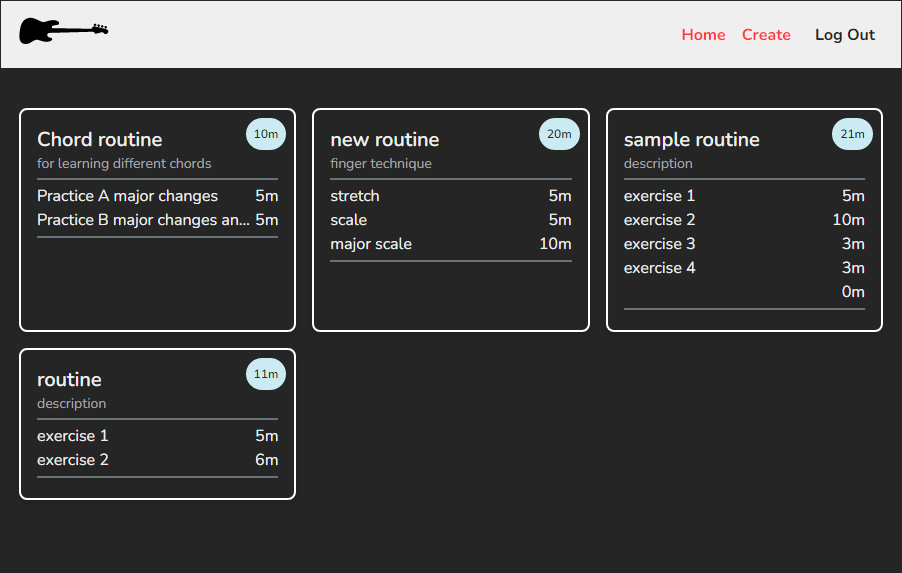 Home Create Log Out
Chord routine 10m
for learning different chords
Practice A major changes 5m
Practice B major changes an... 5m
new routine 20m
finger technique
stretch 5m
scale 5m
major scale 10m
sample routine 21m
description
exercise 1 5m
exercise 2 10m
exercise 3 3m
exercise 4 3m
0m
routine 11m
description
exercise 1 5m
exercise 2 6m